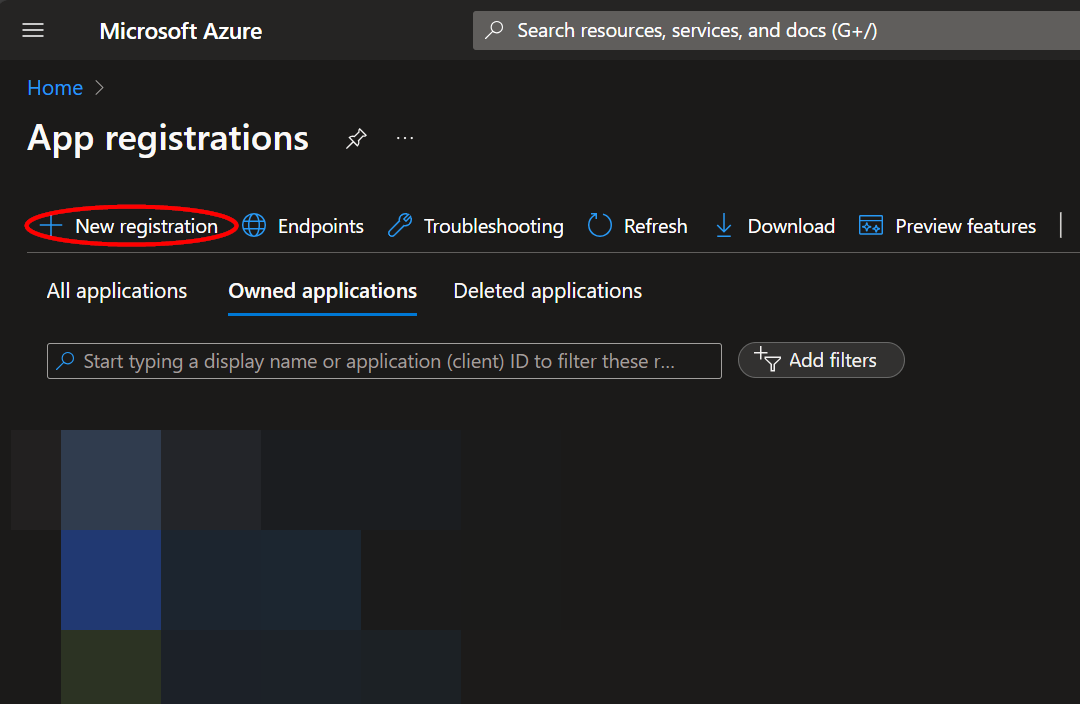 Microsoft Azure
Search resources, services, and docs (G+/)
Home
App registrations
New registration
Endpoints
Troubleshooting
Refresh
Download
Preview features
All applications
Owned applications
Deleted applications
Start typing a display name or application (client) ID to filter these r...
Add filters